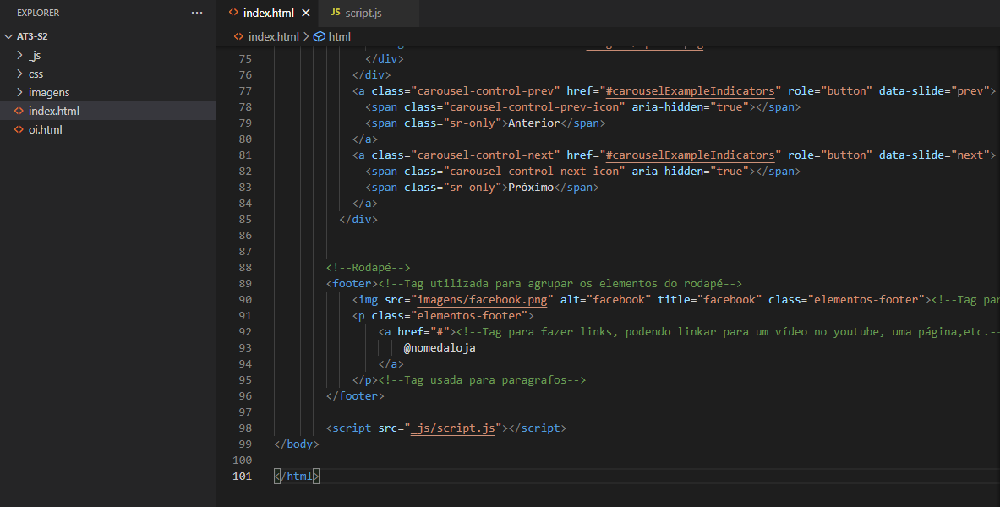 EXPLORER
AT3-S2
_js
css
imagens
index.html
oi.html
index.html
JS script.js
index.html > html
75 </div>
76 </div>
77 <a class="carousel-control-prev" href="#carouselExampleIndicators" role="button" data-slide="prev">
78 <span class="carousel-control-prev-icon" aria-hidden="true"></span>
79 <span class="sr-only">Anterior</span>
80 </a>
81 <a class="carousel-control-next" href="#carouselExampleIndicators" role="button" data-slide="next">
82 <span class="carousel-control-next-icon" aria-hidden="true"></span>
83 <span class="sr-only">Próximo</span>
84 </a>
85 </div>
86
87
88 <!--Rodapé-->
89 <footer><!--Tag utilizada para agrupar os elementos do rodapé-->
90 <img src="imagens/facebook.png" alt="facebook" title="facebook" class="elementos-footer"><!--Tag par
91 <p class="elementos-footer">
92 <a href="#"><!--Tag para fazer links, podendo linkar para um vídeo no youtube, uma página,etc.--
93 @nomedaloja
94 </a>
95 </p><!--Tag usada para paragrafos-->
96 </footer>
97
98 <script src="_js/script.js"></script>
99 </body>
100
101 </html>